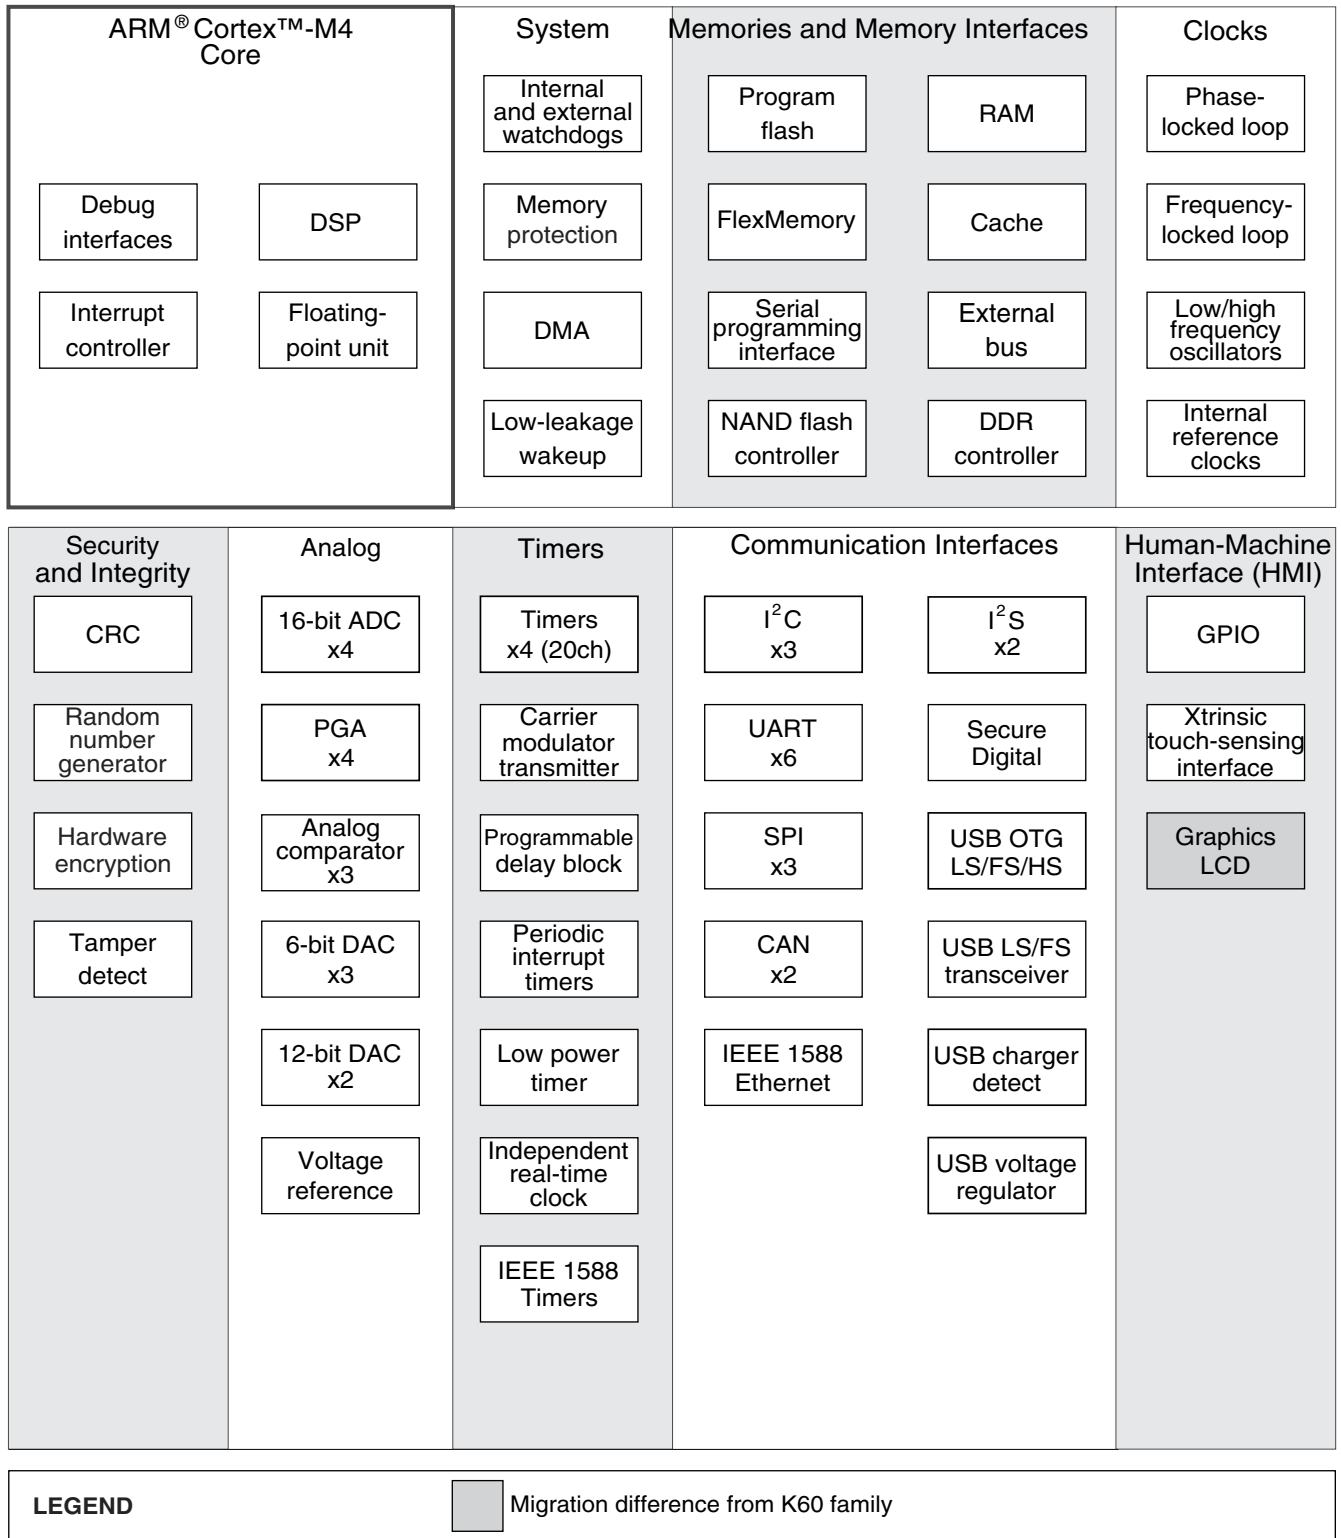 ARM® Cortex™-M4
Core
Debug
interfaces
DSP
Interrupt
controller
Floating-
point unit
System
Internal
and external
watchdogs
Memory
protection
DMA
Low-leakage
wakeup
Memories and Memory Interfaces
Program
flash
RAM
FlexMemory
Cache
Serial
programming
interface
External
bus
NAND flash
controller
DDR
controller
Clocks
Phase-
locked loop
Frequency-
locked loop
Low/high
frequency
oscillators
Internal
reference
clocks
Security
and Integrity
CRC
Random
number
generator
Hardware
encryption
Tamper
detect
Analog
16-bit ADC
x4
PGA
x4
Analog
comparator
x3
6-bit DAC
x3
12-bit DAC
x2
Voltage
reference
Timers
Timers
x4 (20ch)
Carrier
modulator
transmitter
Programmable
delay block
Periodic
interrupt
timers
Low power
timer
Independent
real-time
clock
IEEE 1588
Timers
Communication Interfaces
I²C
x3
I²S
x2
UART
x6
Secure
Digital
SPI
x3
USB OTG
LS/FS/HS
CAN
x2
USB LS/FS
transceiver
IEEE 1588
Ethernet
USB charger
detect
USB voltage
regulator
Human-Machine
Interface (HMI)
GPIO
Xtrinsic
touch-sensing
interface
Graphics
LCD
LEGEND
Migration difference from K60 family